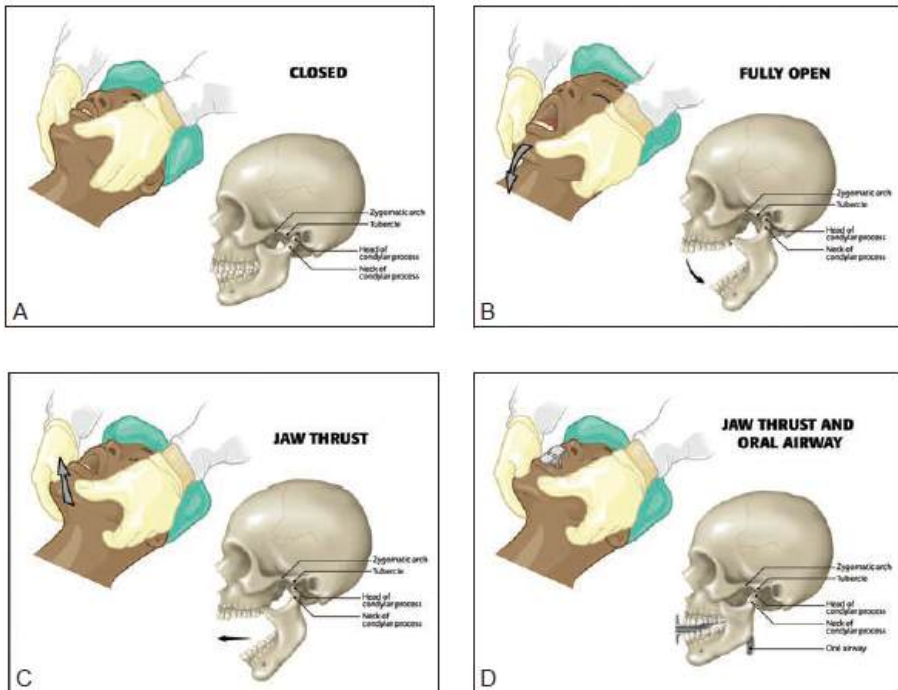 CLOSED
Zygomatic arch
Tubercle
Head of
condylar process
Neck of
condylar process
A
FULLY OPEN
Zygomatic arch
Tubercle
Head of
condylar process
Neck of
condylar process
B
JAW THRUST
Zygomatic arch
Tubercle
Head of
condylar process
Neck of
condylar process
C
JAW THRUST AND
ORAL AIRWAY
Zygomatic arch
Tubercle
Head of
condylar process
Neck of
condylar process
Oral airway
D